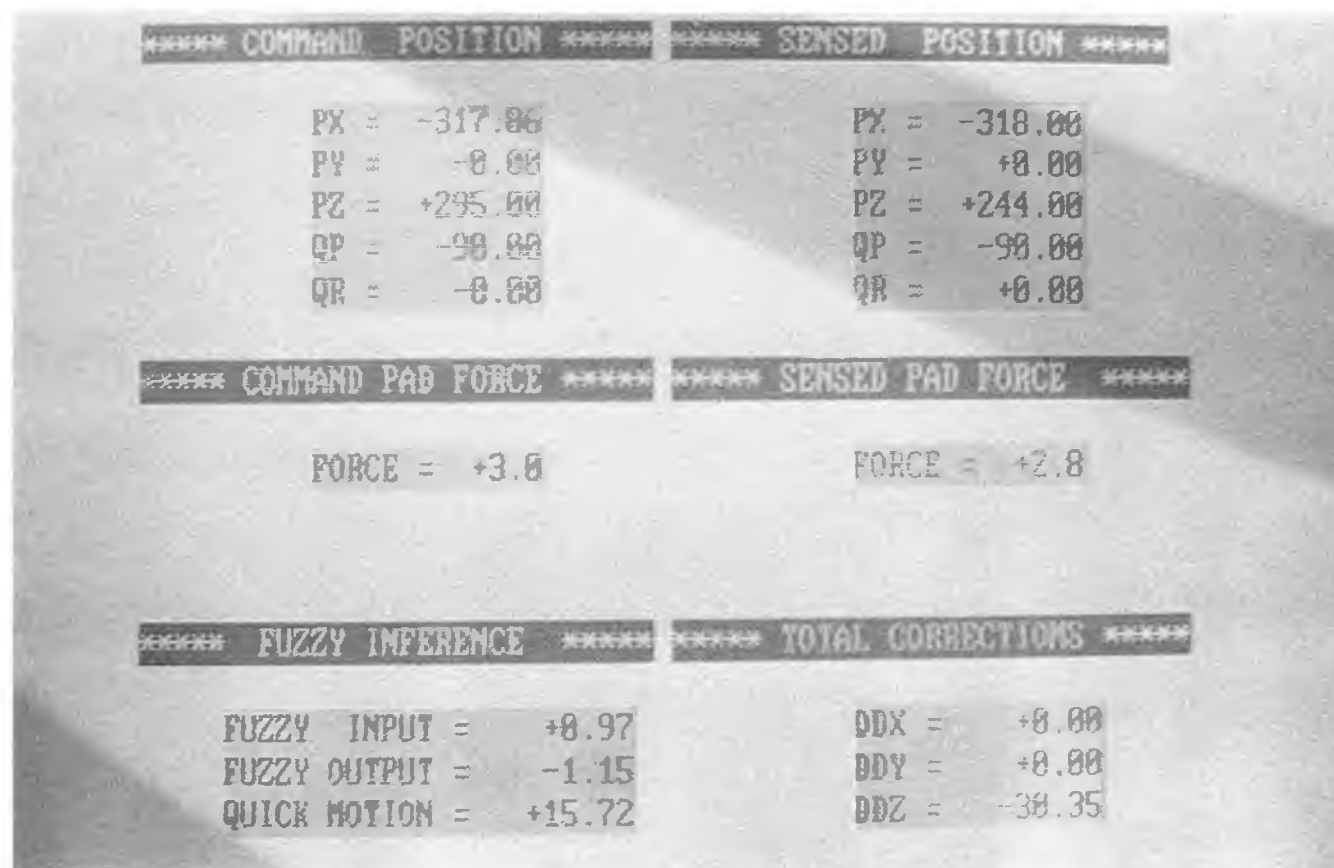 ***** COMMAND POSITION ***** ***** SENSED POSITION *****
PX = -317.86 PX = -318.00
PY = -0.00 PY = +0.00
PZ = +295.00 PZ = +244.00
QP = -90.00 QP = -90.00
QR = -0.00 QR = +0.00
***** COMMAND PAD FORCE ***** ***** SENSED PAD FORCE *****
FORCE = +3.0 FORCE = +2.8
***** FUZZY INFERENCE ***** ***** TOTAL CORRECTIONS *****
FUZZY INPUT = +0.97 DDX = +0.00
FUZZY OUTPUT = -1.15 DDY = +0.00
QUICK MOTION = +15.72 DDZ = -30.35